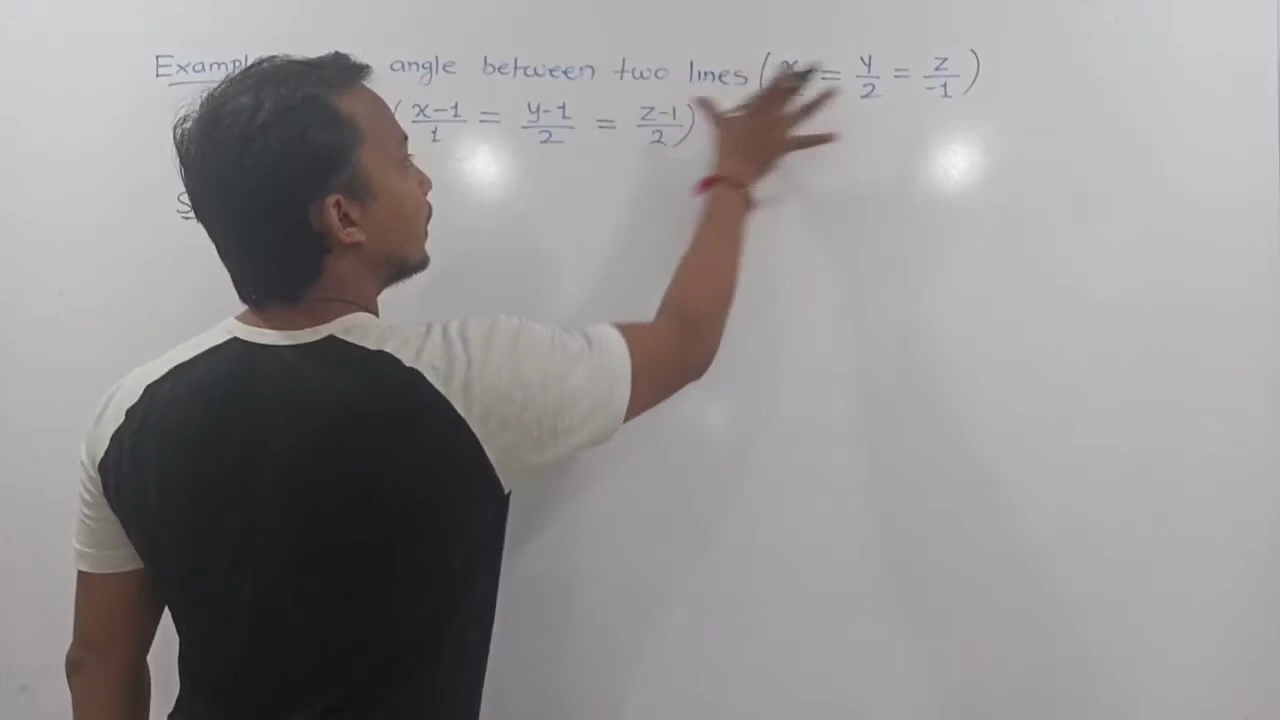 Example angle between two lines (x = y/2 = z/-1)
(x-1/1 = y-1/2 = z-1/2)
S